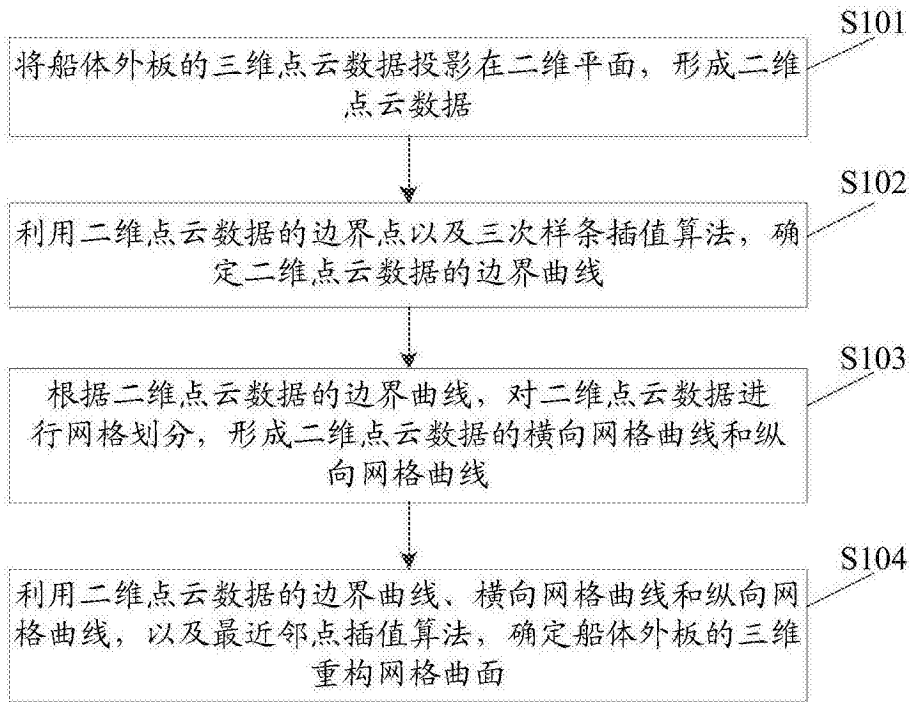 S101
将船体外板的三维点云数据投影在二维平面，形成二维
点云数据
S102
利用二维点云数据的边界点以及三次样条插值算法，确
定二维点云数据的边界曲线
S103
根据二维点云数据的边界曲线，对二维点云数据进
行网格划分，形成二维点云数据的横向网格曲线和纵
向网格曲线
S104
利用二维点云数据的边界曲线、横向网格曲线和纵向网
格曲线，以及最近邻点插值算法，确定船体外板的三维
重构网格曲面